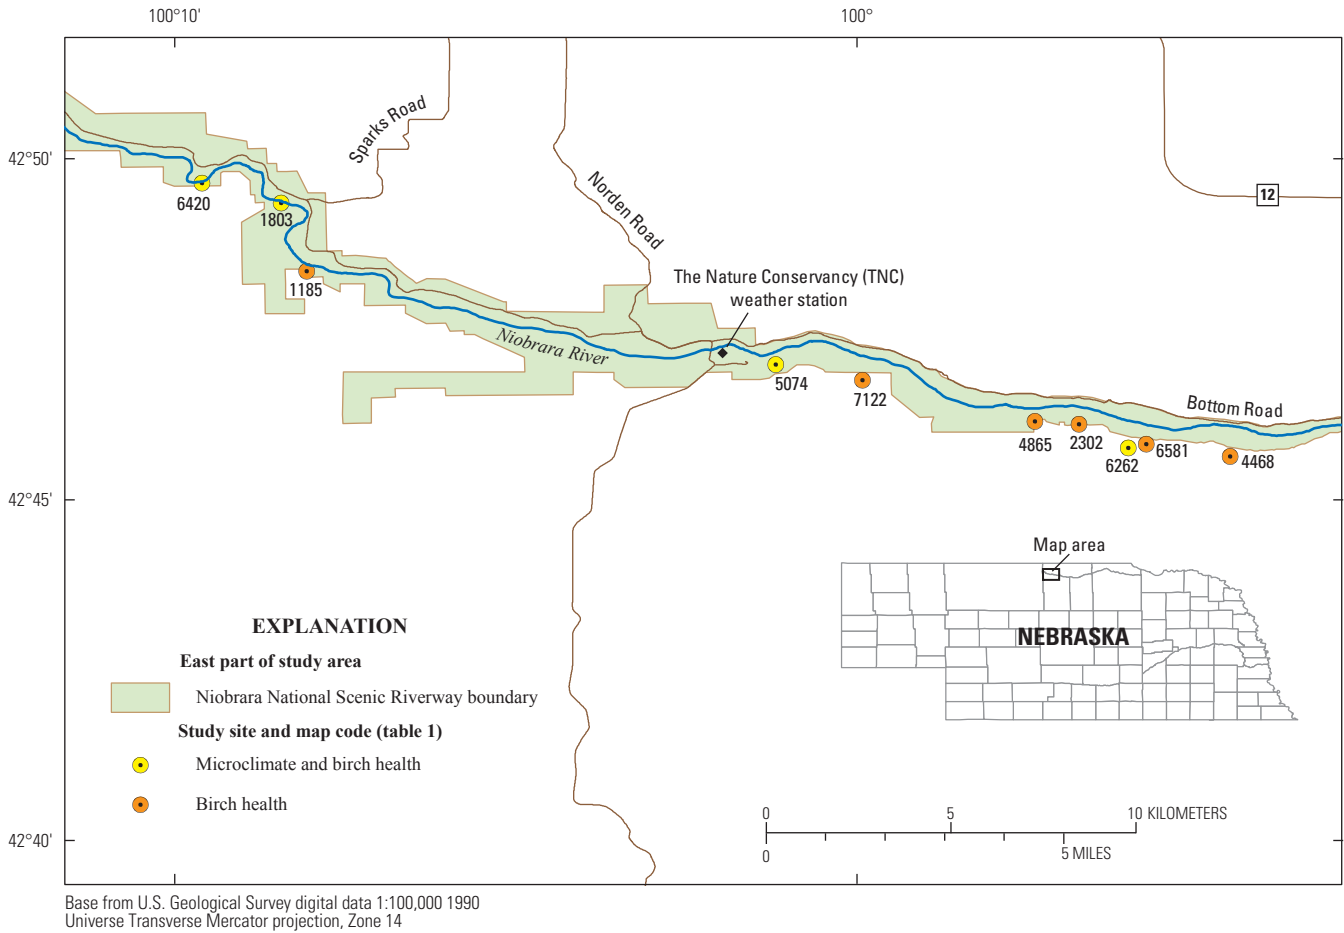 100°10'
100°
42°50'
42°45'
42°40'
Sparks Road
Norden Road
12
6420
1803
1185
The Nature Conservancy (TNC)
weather station
Niobrara River
5074
7122
4865
2302
6262
6581
4468
Bottom Road
Map area
NEBRASKA
EXPLANATION
East part of study area
Niobrara National Scenic Riverway boundary
Study site and map code (table 1)
Microclimate and birch health
Birch health
0 5 10 KILOMETERS
0 5 MILES
Base from U.S. Geological Survey digital data 1:100,000 1990
Universe Transverse Mercator projection, Zone 14